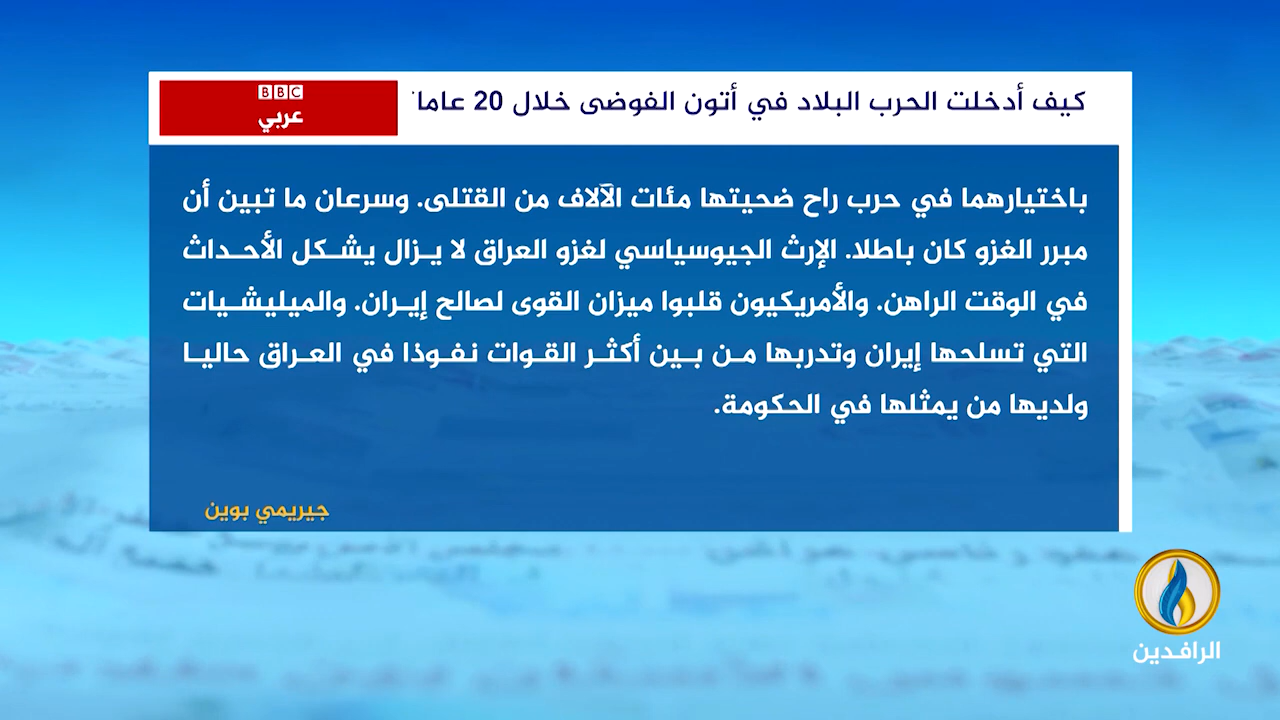 BBC
عربي
كيف أدخلت الحرب البلاد في أتون الفوضى خلال 20 عاما
باختيارهما في حرب راح ضحيتها مئات الآلاف من القتلى. وسرعان ما تبين أن
مبرر الغزو كان باطلا. الإرث الجيوسياسي لغزو العراق لا يزال يشكل الأحداث
في الوقت الراهن. والأمريكيون قلبوا ميزان القوى لصالح إيران. والميليشيات
التي تسلحها إيران وتدربها من بين أكثر القوات نفوذا في العراق حاليا
ولديها من يمثلها في الحكومة.
جيريمي بوين
الرافدين